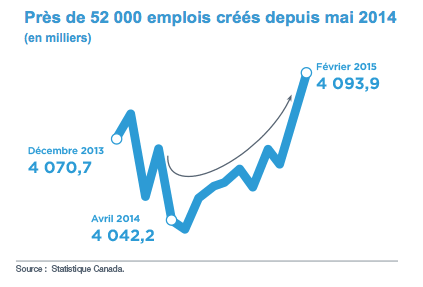 Près de 52 000 emplois créés depuis mai 2014
(en milliers)
Février 2015
4 093,9
Décembre 2013
4 070,7
Avril 2014
4 042,2
Source : Statistique Canada.